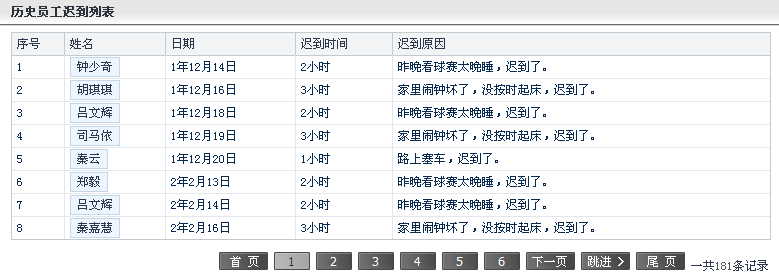 历史员工迟到列表
序号 姓名 日期 迟到时间 迟到原因
1 钟少奇 1年12月14日 2小时 昨晚看球赛太晚睡，迟到了。
2 胡琪琪 1年12月16日 3小时 家里闹钟坏了，没按时起床，迟到了。
3 吕文辉 1年12月18日 2小时 昨晚看球赛太晚睡，迟到了。
4 司马依 1年12月19日 3小时 家里闹钟坏了，没按时起床，迟到了。
5 秦云 1年12月20日 1小时 路上塞车，迟到了。
6 郑毅 2年2月13日 2小时 昨晚看球赛太晚睡，迟到了。
7 吕文辉 2年2月14日 2小时 昨晚看球赛太晚睡，迟到了。
8 秦嘉慧 2年2月16日 3小时 家里闹钟坏了，没按时起床，迟到了。
首 页 1 2 3 4 5 6 下一页 跳进 > 尾 页 一共181条记录